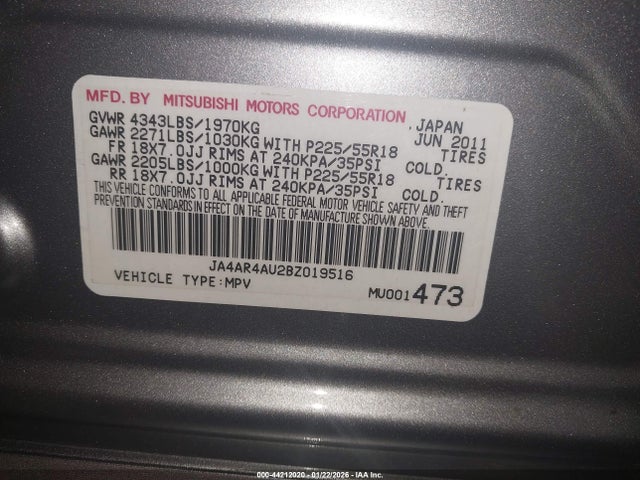 MFD. BY MITSUBISHI MOTORS CORPORATION, JAPAN
GVWR 4343LBS/1970KG JUN 2011
GAWR 2271LBS/1030KG WITH P225/55R18 TIRES
FR 18X7.0JJ RIMS AT 240KPA/35PSI COLD.
GAWR 2205LBS/1000KG WITH P225/55R18 TIRES
RR 18X7.0JJ RIMS AT 240KPA/35PSI COLD.
THIS VEHICLE CONFORMS TO ALL APPLICABLE FEDERAL MOTOR VEHICLE SAFETY AND THEFT
PREVENTION STANDARDS IN EFFECT ON THE DATE OF MANUFACTURE SHOWN ABOVE.
JA4AR4AU2BZ019516
VEHICLE TYPE:MPV MU001473
000-44212020 - 01/22/2026 - IAA Inc.